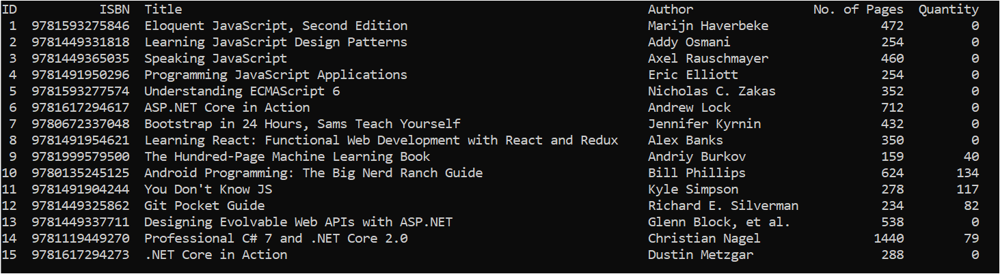 ID ISBN Title Author No. of Pages Quantity
1 9781593275846 Eloquent JavaScript, Second Edition Marijn Haverbeke 472 0
2 9781449331818 Learning JavaScript Design Patterns Addy Osmani 254 0
3 9781449365035 Speaking JavaScript Axel Rauschmayer 460 0
4 9781491950296 Programming JavaScript Applications Eric Elliott 254 0
5 9781593277574 Understanding ECMAScript 6 Nicholas C. Zakas 352 0
6 9781617294617 ASP.NET Core in Action Andrew Lock 712 0
7 9780672337048 Bootstrap in 24 Hours, Sams Teach Yourself Jennifer Kyrnin 432 0
8 9781491954621 Learning React: Functional Web Development with React and Redux Alex Banks 350 0
9 9781999579500 The Hundred-Page Machine Learning Book Andriy Burkov 159 40
10 9780135245125 Android Programming: The Big Nerd Ranch Guide Bill Phillips 624 134
11 9781491904244 You Don't Know JS Kyle Simpson 278 117
12 9781449325862 Git Pocket Guide Richard E. Silverman 234 82
13 9781449337711 Designing Evolvable Web APIs with ASP.NET Glenn Block, et al. 538 0
14 9781119449270 Professional C# 7 and .NET Core 2.0 Christian Nagel 1440 79
15 9781617294273 .NET Core in Action Dustin Metzgar 288 0